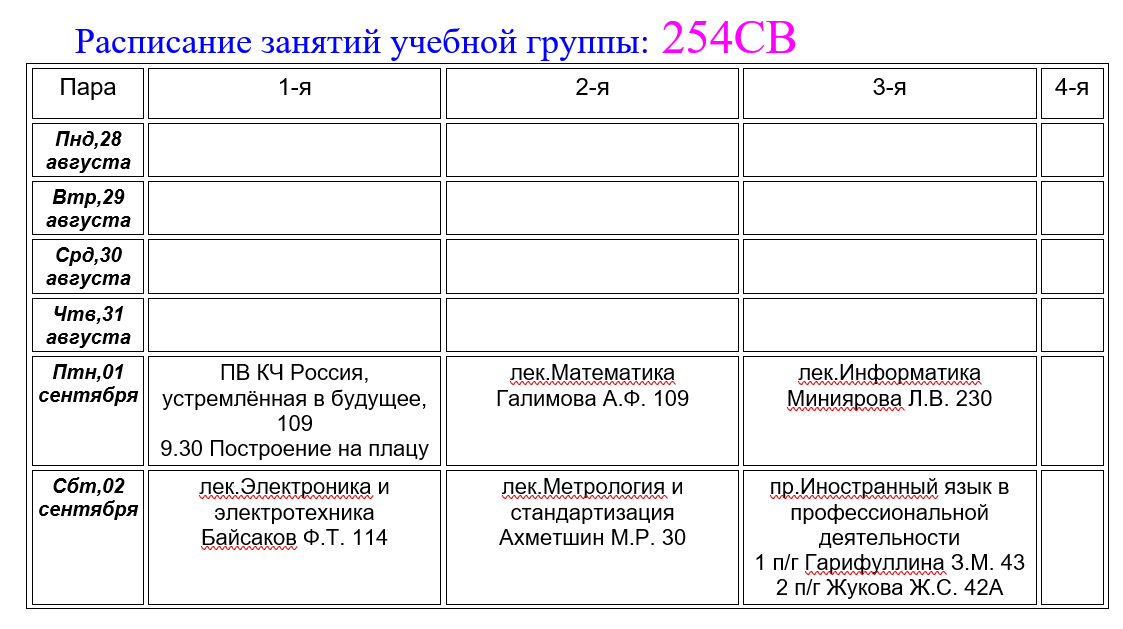 Расписание занятий учебной группы: 254СВ
Пара 1-я 2-я 3-я 4-я
Пнд,28
августа
Втр,29
августа
Срд,30
августа
Чтв,31
августа
Птн,01
сентября
ПВ КЧ Россия,
устремлённая в будущее,
109
9.30 Построение на плацу
лек.Математика
Галимова А.Ф. 109
лек.Информатика
Миниярова Л.В. 230
Сбт,02
сентября
лек.Электроника и
электротехника
Байсаков Ф.Т. 114
лек.Метрология и
стандартизация
Ахметшин М.Р. 30
пр.Иностранный язык в
профессиональной
деятельности
1 п/г Гарифуллина З.М. 43
2 п/г Жукова Ж.С. 42А